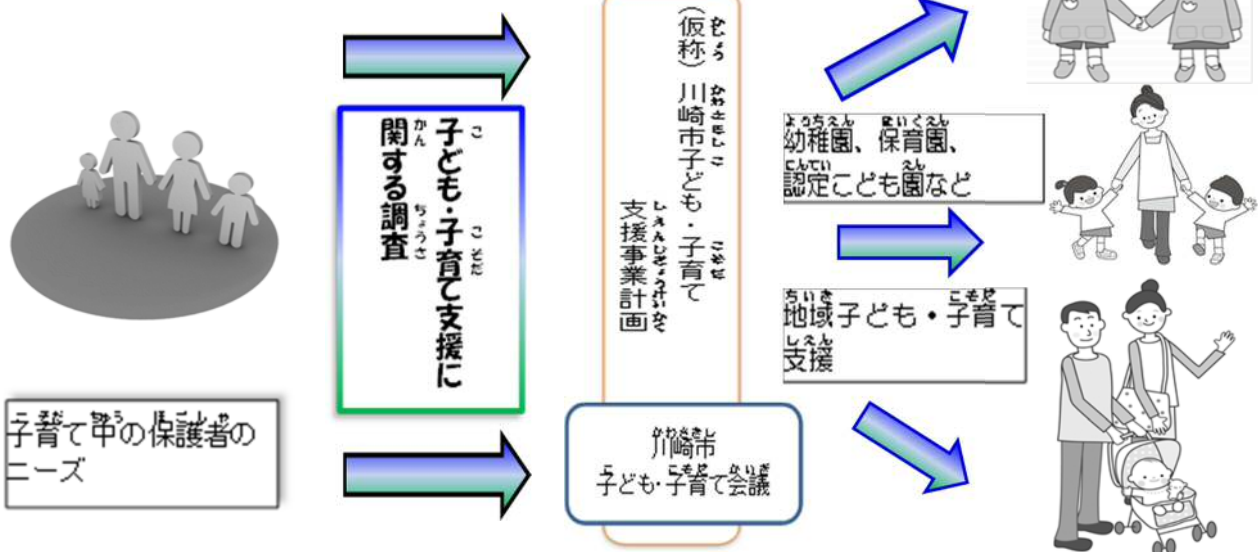 子育て中の保護者の
ニーズ
子ども・子育て支援に
関する調査
(仮称) 川崎市子ども・子育て
支援事業計画
川崎市
子ども・子育て会議
幼稚園、保育園、
認定こども園など
地域子ども・子育て
支援